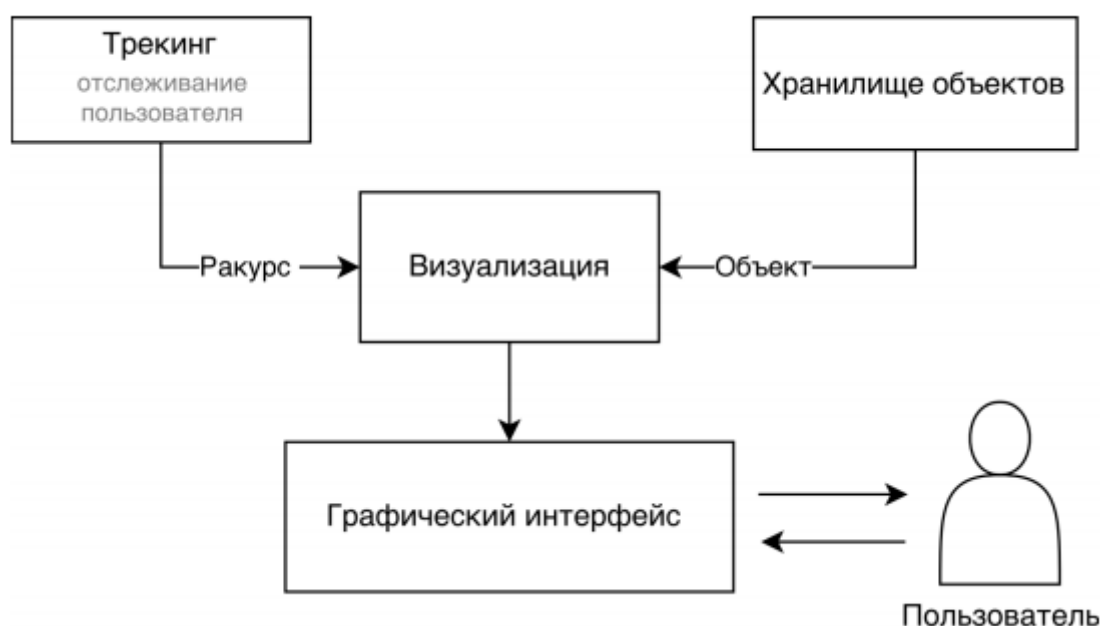 Трекинг
отслеживание
пользователя
Хранилище объектов
Ракурс
Визуализация
Объект
Графический интерфейс
Пользователь